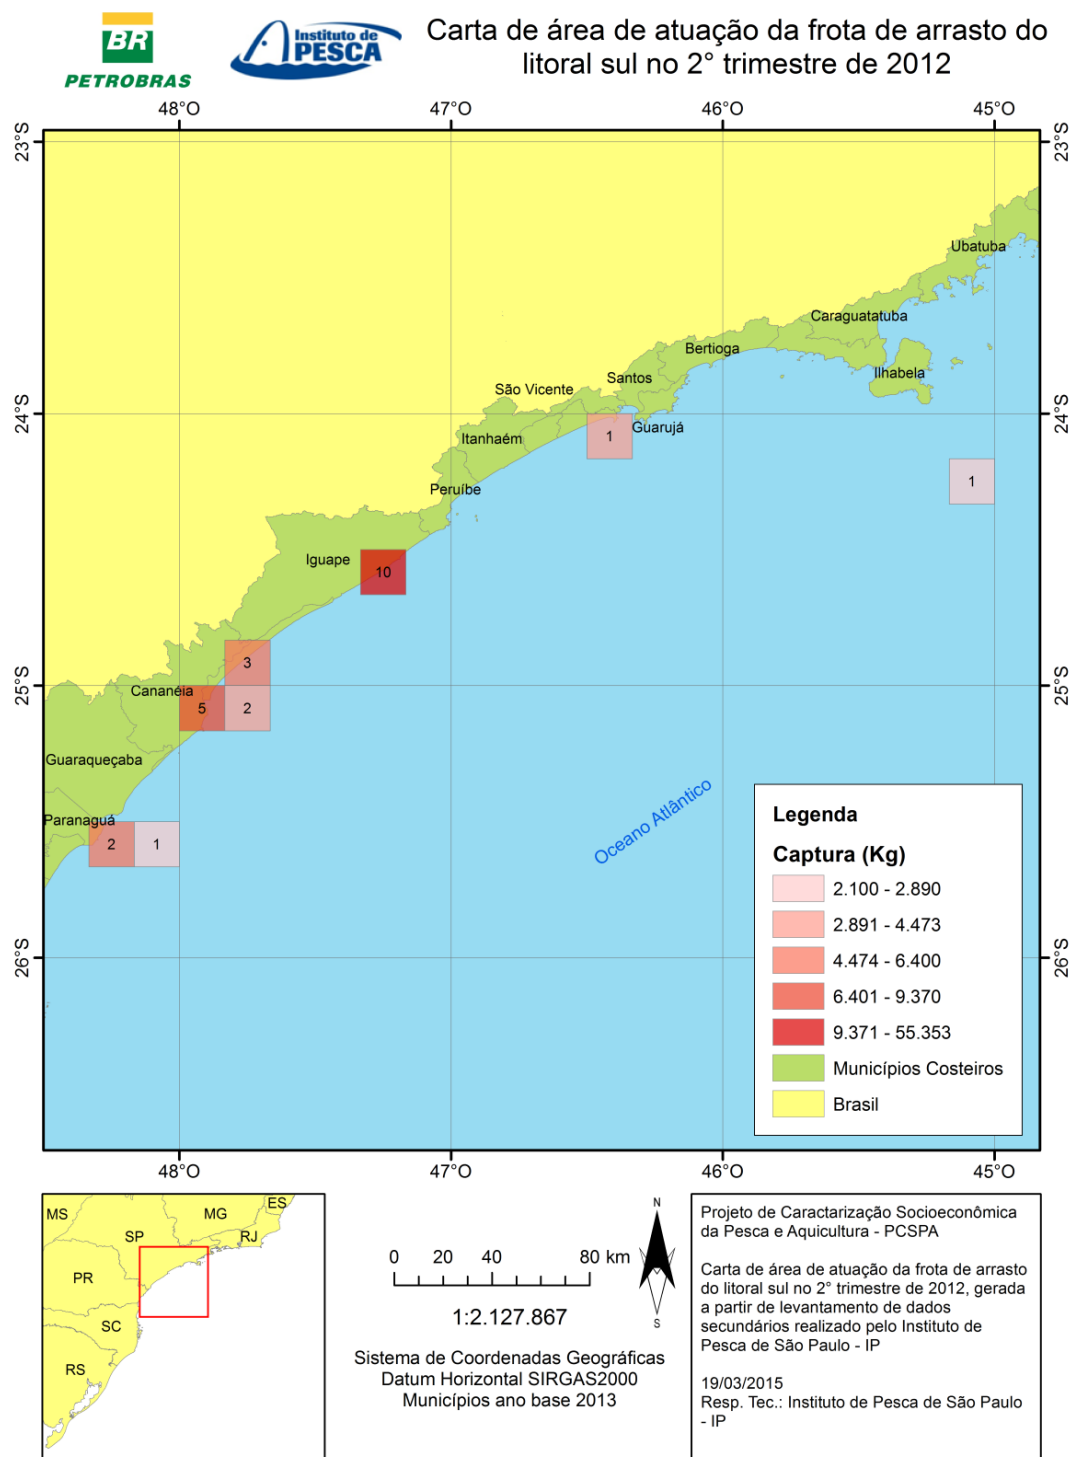 BR
PETROBRAS
Instituto de
PESCA
Carta de área de atuação da frota de arrasto do
litoral sul no 2° trimestre de 2012
48°O 47°O 46°O 45°O
23°S 23°S
Ubatuba
Caraguatatuba
Bertioga
Ilhabela
Santos
São Vicente
24°S 24°S
Guarujá
1
Itanhaém
1
Peruíbe
Iguape
10
3
25°S 25°S
Cananéia
5 2
Guaraqueçaba
Paranaguá
2 1
Oceano Atlântico
26°S 26°S
Legenda
Captura (Kg)
2.100 - 2.890
2.891 - 4.473
4.474 - 6.400
6.401 - 9.370
9.371 - 55.353
Municípios Costeiros
Brasil
48°O 47°O 46°O 45°O
MS
MG
ES
SP
RJ
PR
SC
RS
0 20 40 80 km
1:2.127.867
N
S
Sistema de Coordenadas Geográficas
Datum Horizontal SIRGAS2000
Municípios ano base 2013
Projeto de Caractarização Socioeconômica
da Pesca e Aquicultura - PCSPA
Carta de área de atuação da frota de arrasto
do litoral sul no 2° trimestre de 2012, gerada
a partir de levantamento de dados
secundários realizado pelo Instituto de
Pesca de São Paulo - IP
19/03/2015
Resp. Tec.: Instituto de Pesca de São Paulo
- IP